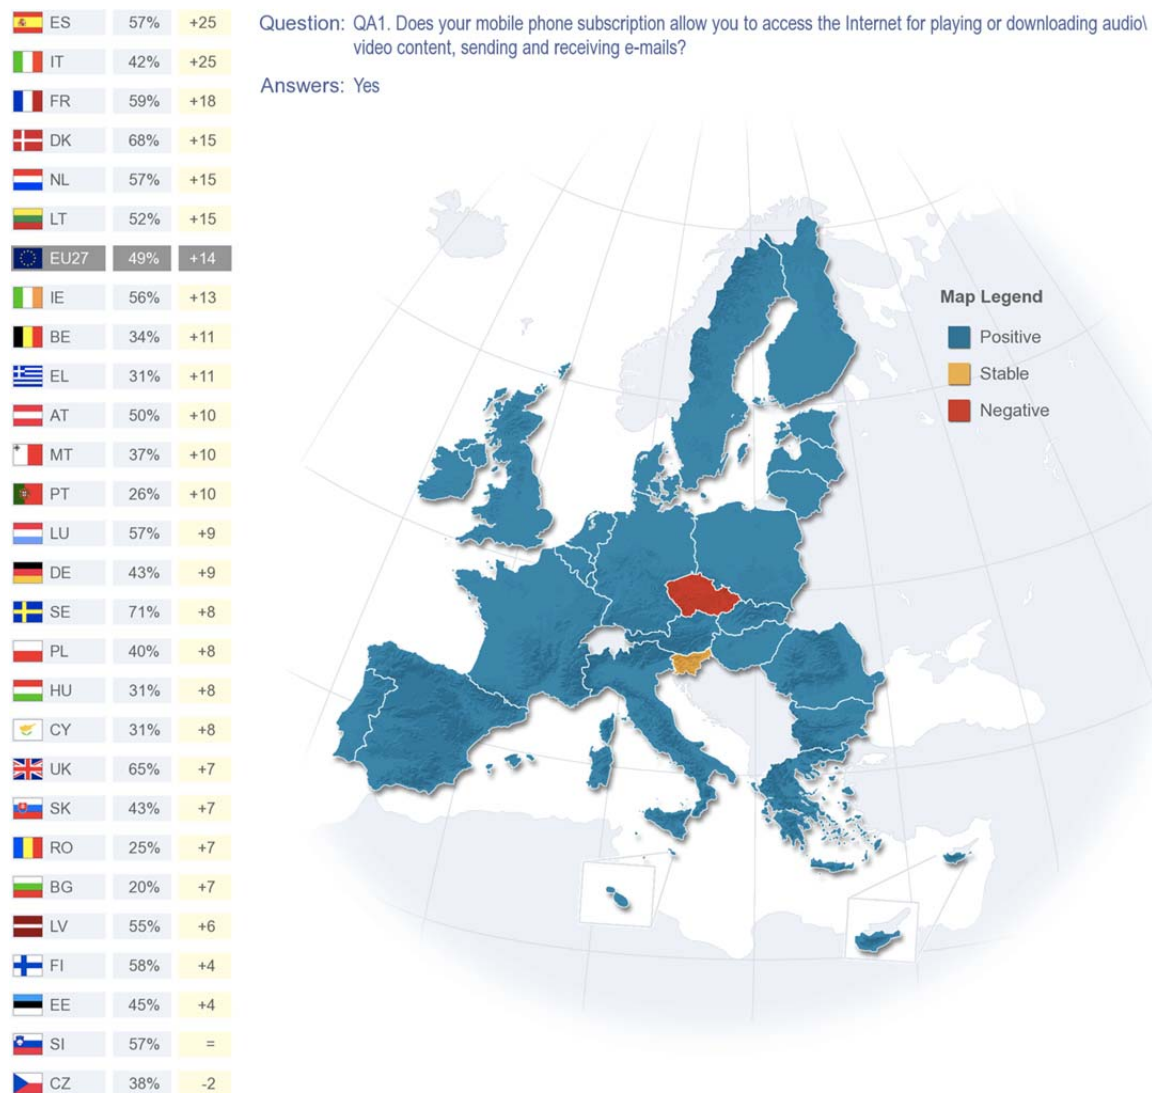 ES 57% +25
IT 42% +25
FR 59% +18
DK 68% +15
NL 57% +15
LT 52% +15
EU27 49% +14
IE 56% +13
BE 34% +11
EL 31% +11
AT 50% +10
MT 37% +10
PT 26% +10
LU 57% +9
DE 43% +9
SE 71% +8
PL 40% +8
HU 31% +8
CY 31% +8
UK 65% +7
SK 43% +7
RO 25% +7
BG 20% +7
LV 55% +6
FI 58% +4
EE 45% +4
SI 57% =
CZ 38% -2
Question: QA1. Does your mobile phone subscription allow you to access the Internet for playing or downloading audio\
video content, sending and receiving e-mails?
Answers: Yes
Map Legend
Positive
Stable
Negative